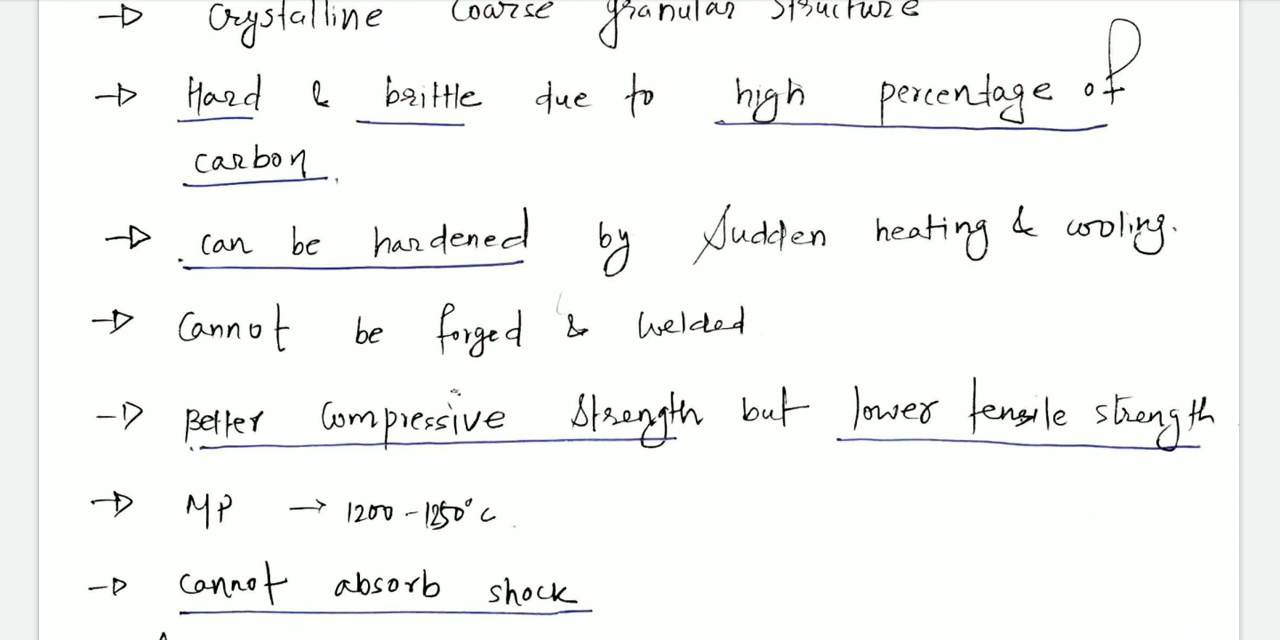 → Crystalline Coarse granular Structure
→ Hard & brittle due to high percentage of
carbon.
→ can be hardened by Sudden heating & cooling.
→ Cannot be forged & welded
→ Better Compressive Strength but lower tensile strength
→ MP → 1200 - 1250°C
→ cannot absorb shock